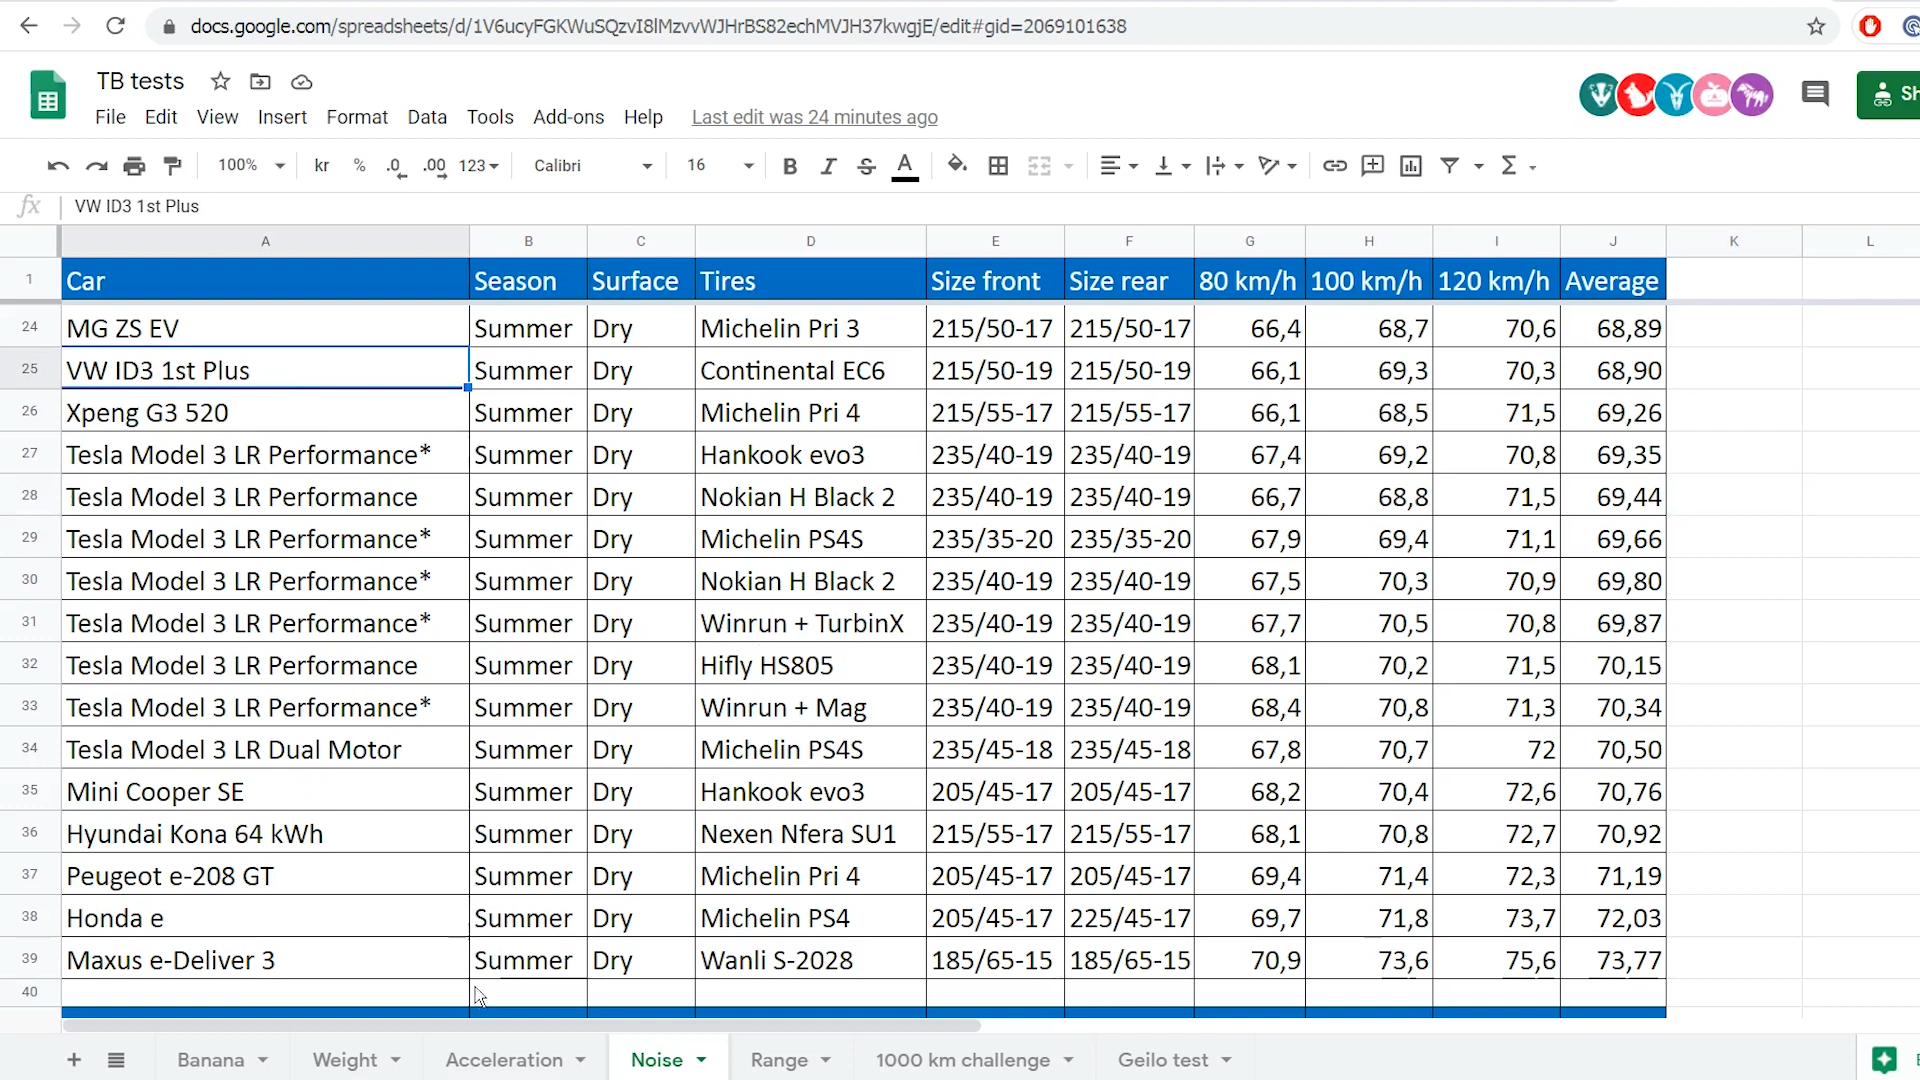 docs.google.com/spreadsheets/d/1V6ucyFGKWuSQzvI8lMzvvWJHrBS82echMVJH37kwgjE/edit#gid=2069101638
TB tests
File Edit View Insert Format Data Tools Add-ons Help Last edit was 24 minutes ago
Sh
100% kr % .0 .00 123 Calibri 16 B I S A
fx VW ID3 1st Plus
A B C D E F G H I J K L
1 Car Season Surface Tires Size front Size rear 80 km/h 100 km/h 120 km/h Average
24 MG ZS EV Summer Dry Michelin Pri 3 215/50-17 215/50-17 66,4 68,7 70,6 68,89
25 VW ID3 1st Plus Summer Dry Continental EC6 215/50-19 215/50-19 66,1 69,3 70,3 68,90
26 Xpeng G3 520 Summer Dry Michelin Pri 4 215/55-17 215/55-17 66,1 68,5 71,5 69,26
27 Tesla Model 3 LR Performance* Summer Dry Hankook evo3 235/40-19 235/40-19 67,4 69,2 70,8 69,35
28 Tesla Model 3 LR Performance Summer Dry Nokian H Black 2 235/40-19 235/40-19 66,7 68,8 71,5 69,44
29 Tesla Model 3 LR Performance* Summer Dry Michelin PS4S 235/35-20 235/35-20 67,9 69,4 71,1 69,66
30 Tesla Model 3 LR Performance* Summer Dry Nokian H Black 2 235/40-19 235/40-19 67,5 70,3 70,9 69,80
31 Tesla Model 3 LR Performance* Summer Dry Winrun + TurbinX 235/40-19 235/40-19 67,7 70,5 70,8 69,87
32 Tesla Model 3 LR Performance Summer Dry Hifly HS805 235/40-19 235/40-19 68,1 70,2 71,5 70,15
33 Tesla Model 3 LR Performance* Summer Dry Winrun + Mag 235/40-19 235/40-19 68,4 70,8 71,3 70,34
34 Tesla Model 3 LR Dual Motor Summer Dry Michelin PS4S 235/45-18 235/45-18 67,8 70,7 72 70,50
35 Mini Cooper SE Summer Dry Hankook evo3 205/45-17 205/45-17 68,2 70,4 72,6 70,76
36 Hyundai Kona 64 kWh Summer Dry Nexen Nfera SU1 215/55-17 215/55-17 68,1 70,8 72,7 70,92
37 Peugeot e-208 GT Summer Dry Michelin Pri 4 205/45-17 205/45-17 69,4 71,4 72,3 71,19
38 Honda e Summer Dry Michelin PS4 205/45-17 225/45-17 69,7 71,8 73,7 72,03
39 Maxus e-Deliver 3 Summer Dry Wanli S-2028 185/65-15 185/65-15 70,9 73,6 75,6 73,77
40
Banana Weight Acceleration Noise Range 1000 km challenge Geilo test